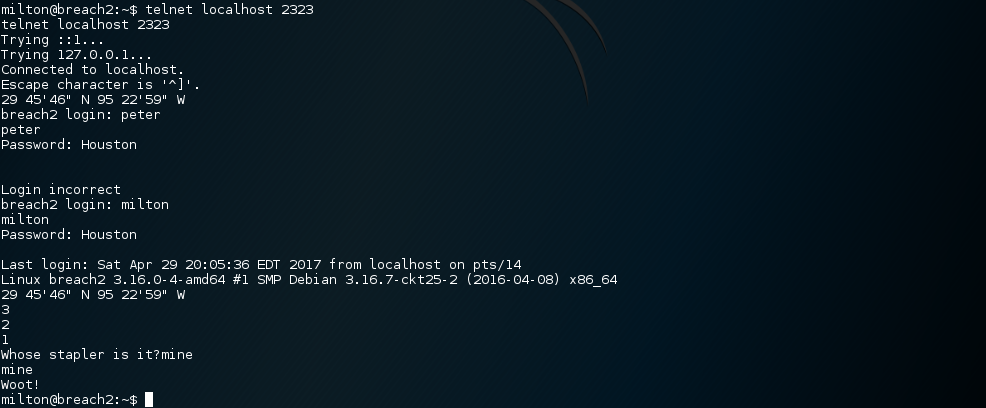 milton@breach2:~$ telnet localhost 2323
telnet localhost 2323
Trying ::1...
Trying 127.0.0.1...
Connected to localhost.
Escape character is '^]'.
29 45'46" N 95 22'59" W
breach2 login: peter
peter
Password: Houston
Login incorrect
breach2 login: milton
milton
Password: Houston
Last login: Sat Apr 29 20:05:36 EDT 2017 from localhost on pts/14
Linux breach2 3.16.0-4-amd64 #1 SMP Debian 3.16.7-ckt25-2 (2016-04-08) x86_64
29 45'46" N 95 22'59" W
3
2
1
Whose stapler is it?mine
mine
Woot!
milton@breach2:~$